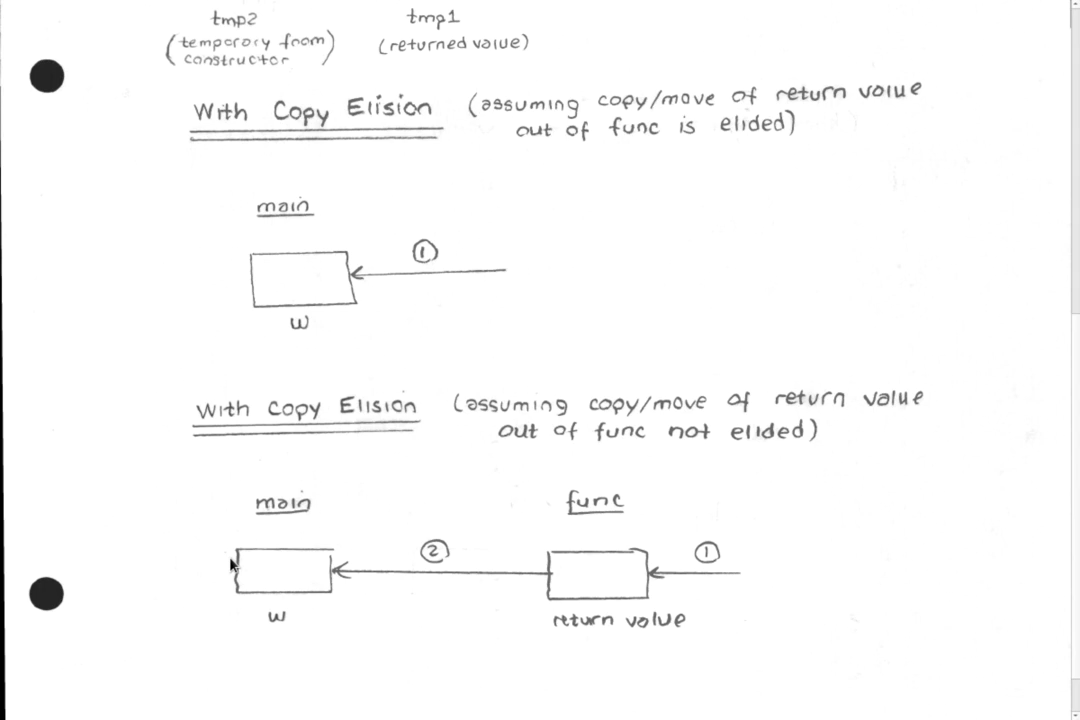 tmp2 tmp1
(temporary from (returned value)
constructor)
With Copy Elision (assuming copy/move of return value
out of func is elided)
main
①
w
With Copy Elision (assuming copy/move of return value
out of func not elided)
main func
② ①
w return value